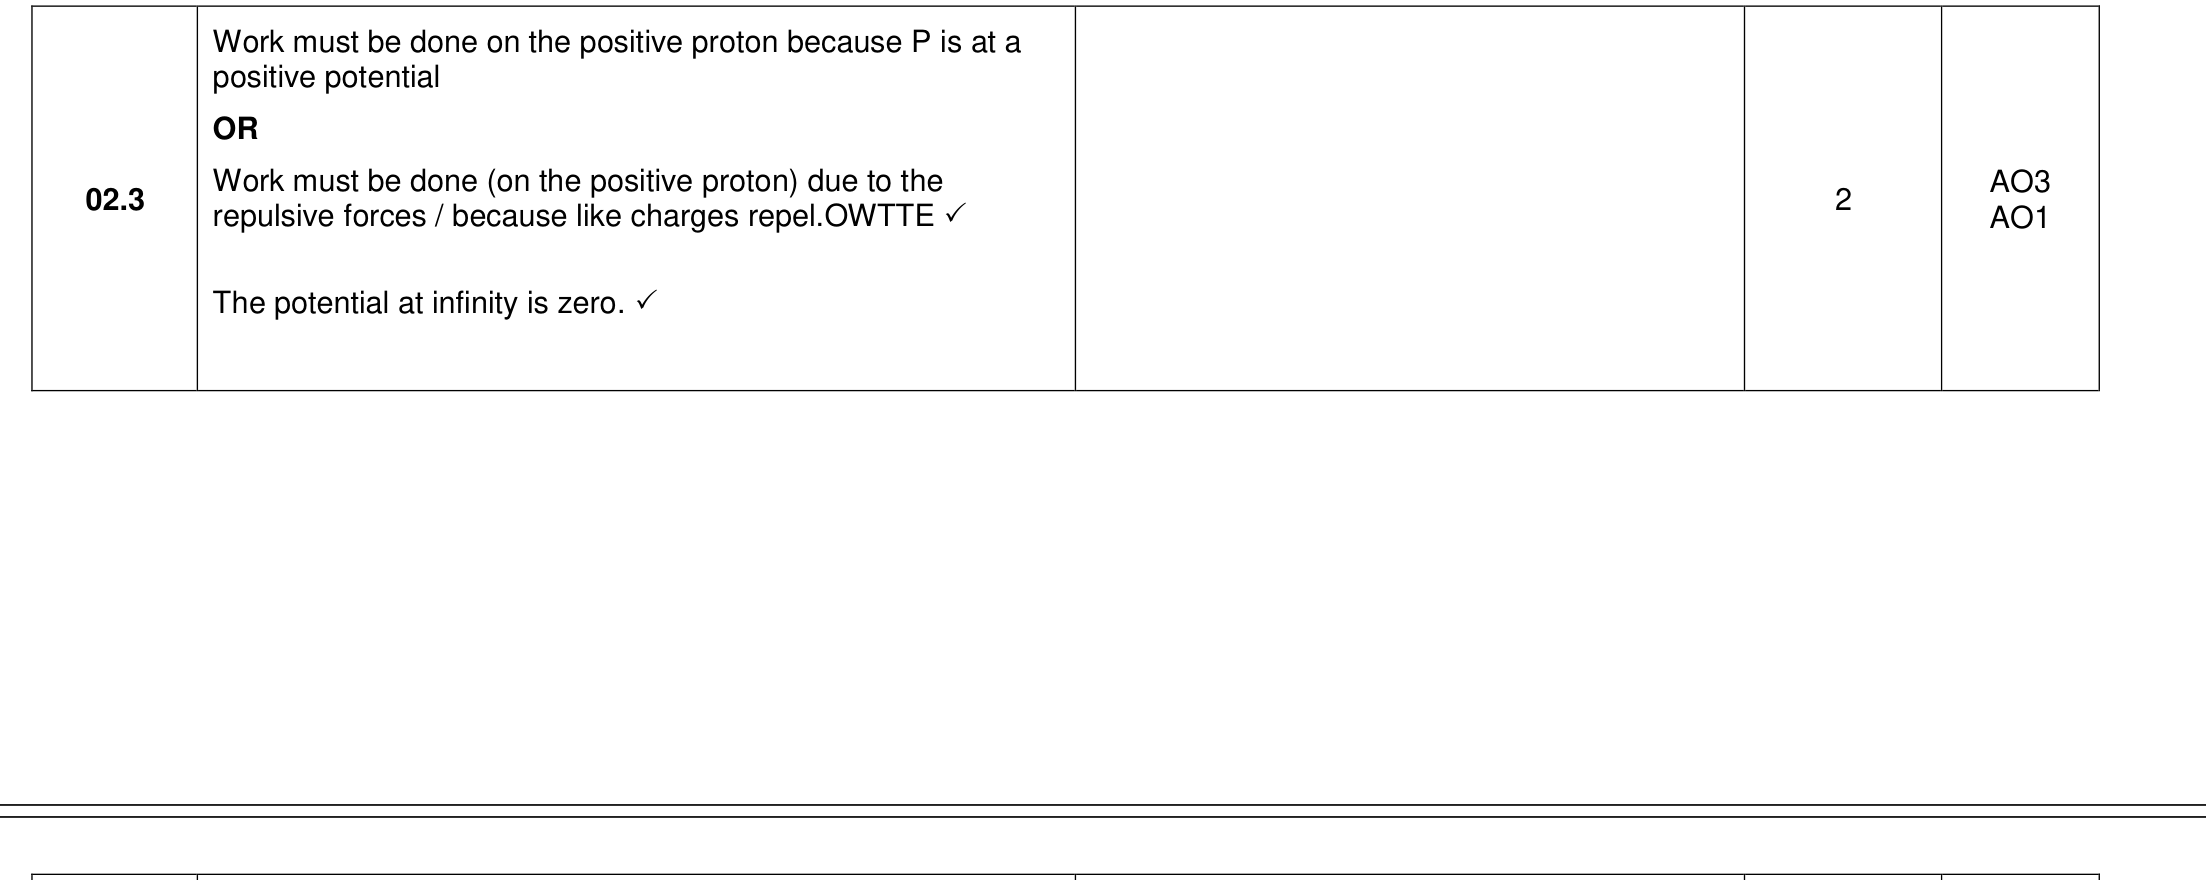 Work must be done on the positive proton because P is at a
positive potential
OR
Work must be done (on the positive proton) due to the
repulsive forces / because like charges repel.OWTTE ✓
02.3
2
AO3
AO1
The potential at infinity is zero. ✓